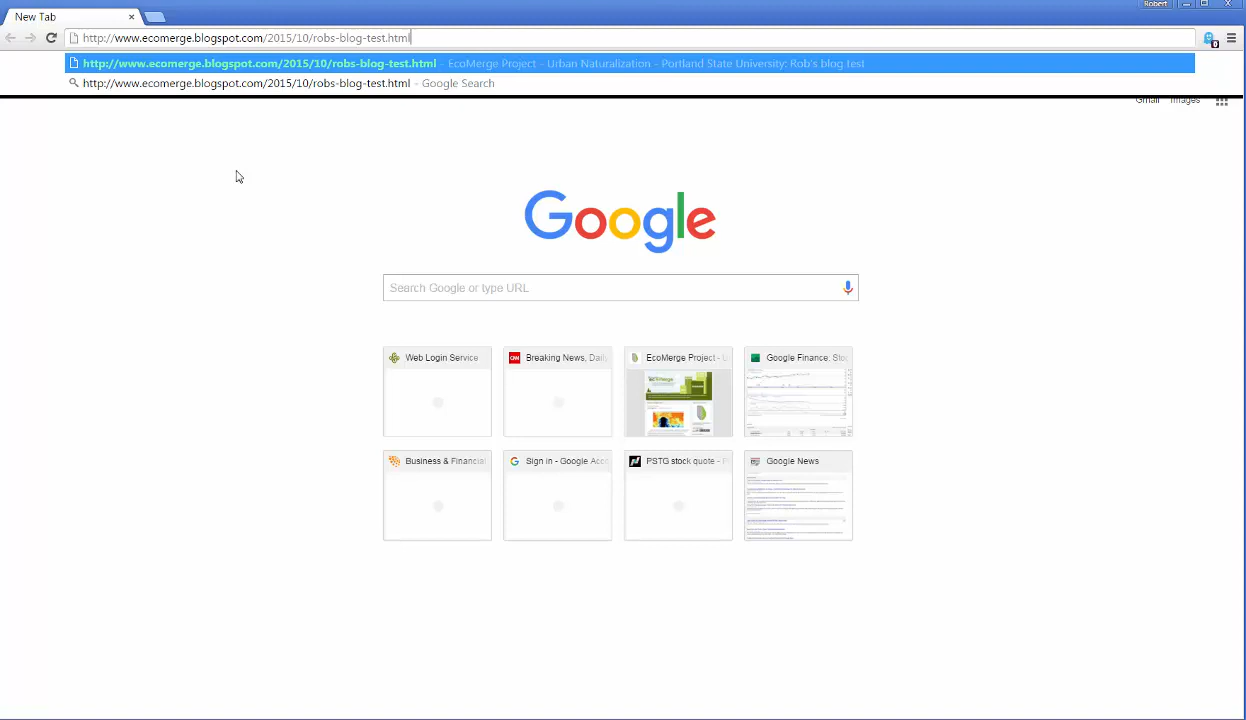 Robert
New Tab
http://www.ecomerge.blogspot.com/2015/10/robs-blog-test.html
0
http://www.ecomerge.blogspot.com/2015/10/robs-blog-test.html - EcoMerge Project - Urban Naturalization - Portland State University: Rob's blog test
http://www.ecomerge.blogspot.com/2015/10/robs-blog-test.html - Google Search
Gmail Images
Google
Search Google or type URL
Web Login Service
CNN Breaking News, Daily
EcoMerge Project - U
Google Finance: Stoc
Business & Financial
Sign in - Google Acco
PSTG stock quote -
Google News